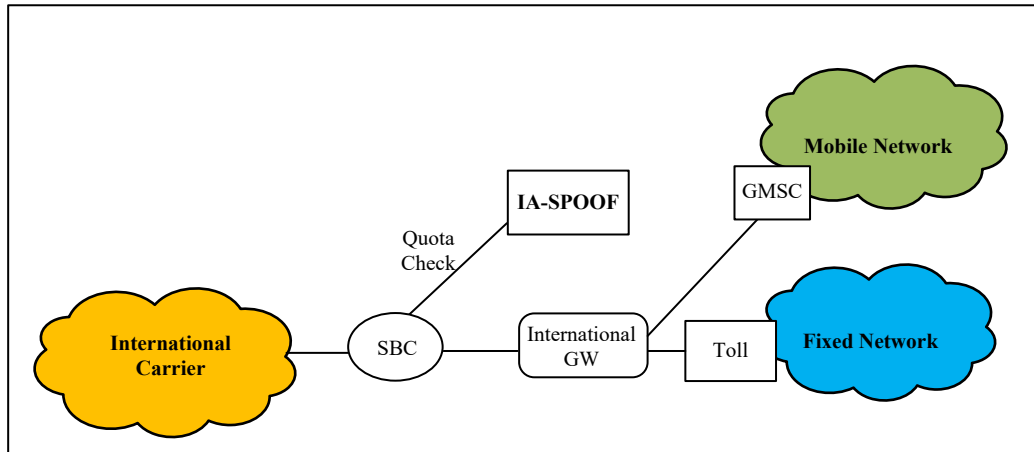 Mobile Network
GMSC
IA-SPOOF
Quota
Check
International
Carrier
SBC
International
GW
Toll
Fixed Network